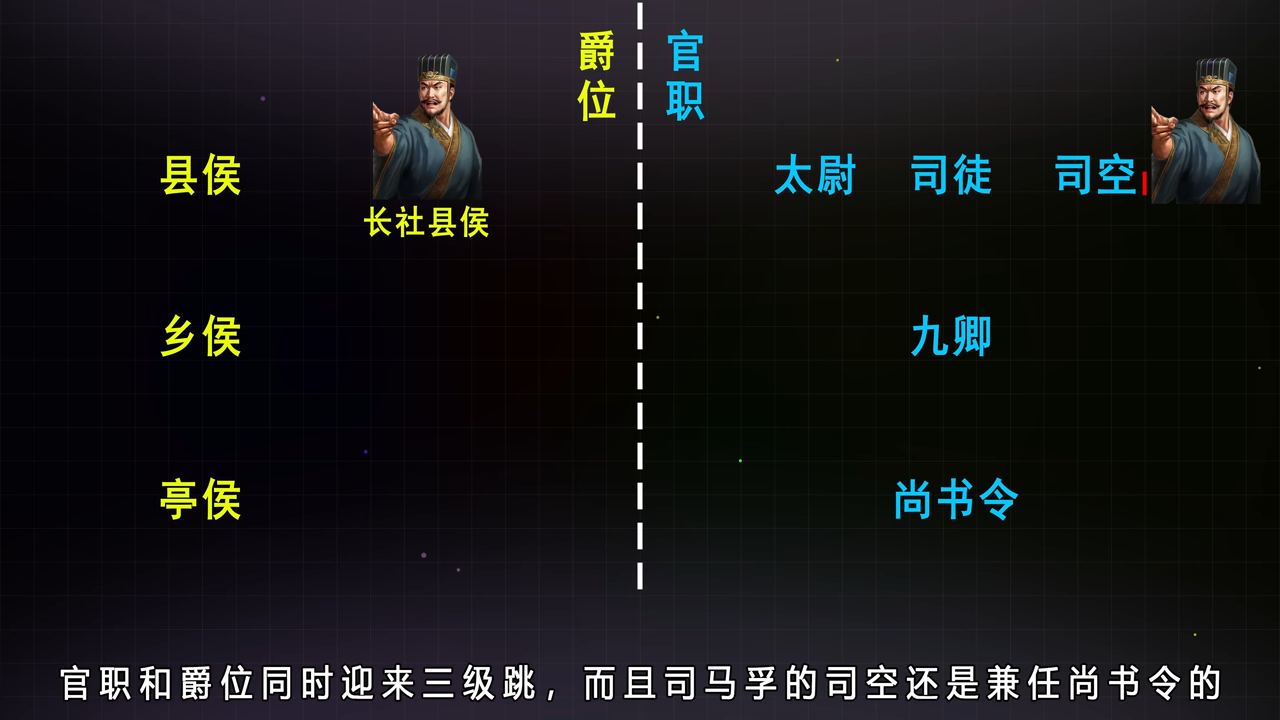 爵位
官职
县侯
长社县侯
太尉 司徒 司空
乡侯
九卿
亭侯
尚书令
官职和爵位同时迎来三级跳，而且司马孚的司空还是兼任尚书令的